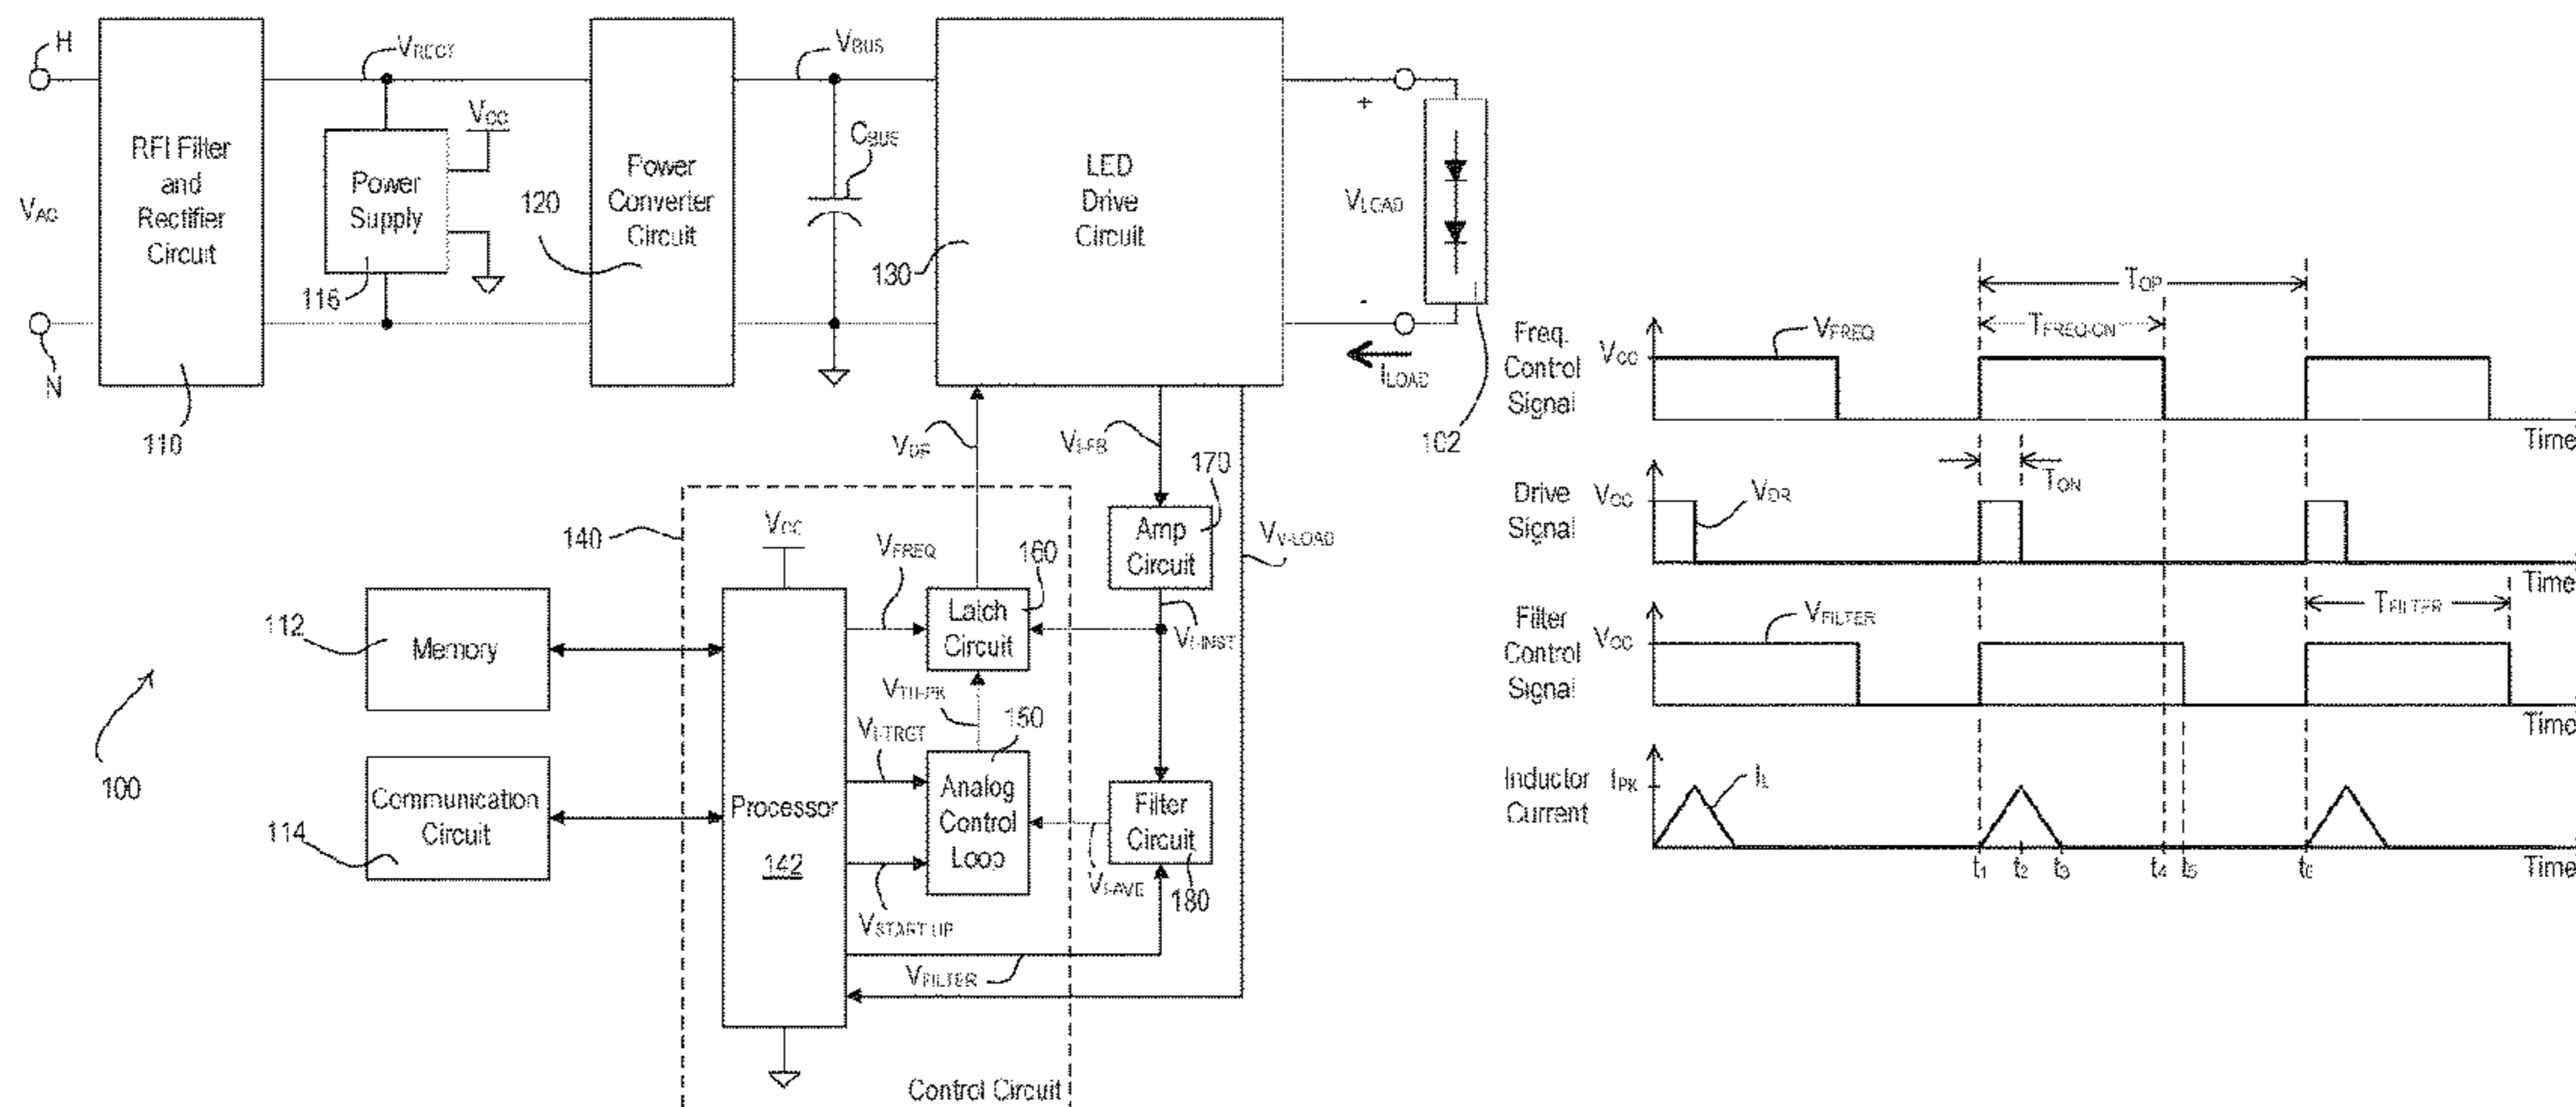 H
VRECT
VBUS
VCC
CBUS
RFI Filter
and
Rectifier
Circuit
Power
Supply
116
120
Power
Converter
Circuit
LED
Drive
Circuit
130
VAC
VLOAD
+
-
N
110
ILOAD
102
VI-FB
170
140
VCC
VFREQ
160
Amp
Circuit
VV-LOAD
Latch
Circuit
VI-INST
112
Memory
VTH-PK
VI-TRGT
150
100
Communication
Circuit
114
Processor
142
Analog
Control
Loop
Filter
Circuit
VI-AVE
180
VSTART-UP
VFILTER
Control Circuit
TOP
TFREQ-ON
Freq.
Control
Signal
VCC
VFREQ
Time
TON
Drive
Signal
VCC
VDR
Time
TFILTER
Filter
Control
Signal
VCC
VFILTER
Time
Inductor
Current
IPK
IL
t1 t2 t3 t4 t5 t6
Time